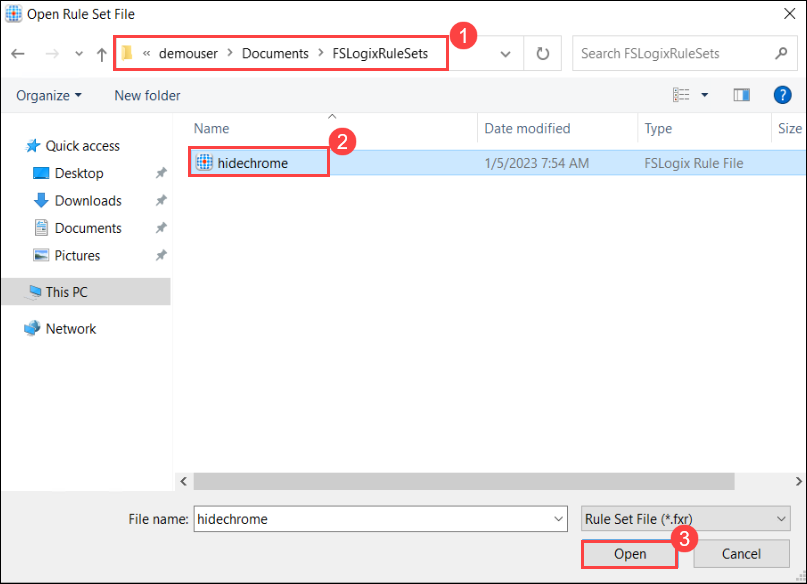 Open Rule Set File
1
« demouser > Documents > FSLogixRuleSets
Search FSLogixRuleSets
Organize
New folder
?
Name
Date modified
Type
Size
2
hidechrome
1/5/2023 7:54 AM
FSLogix Rule File
Quick access
Desktop
Downloads
Documents
Pictures
This PC
Network
File name:
hidechrome
Rule Set File (*.fxr)
3
Open
Cancel